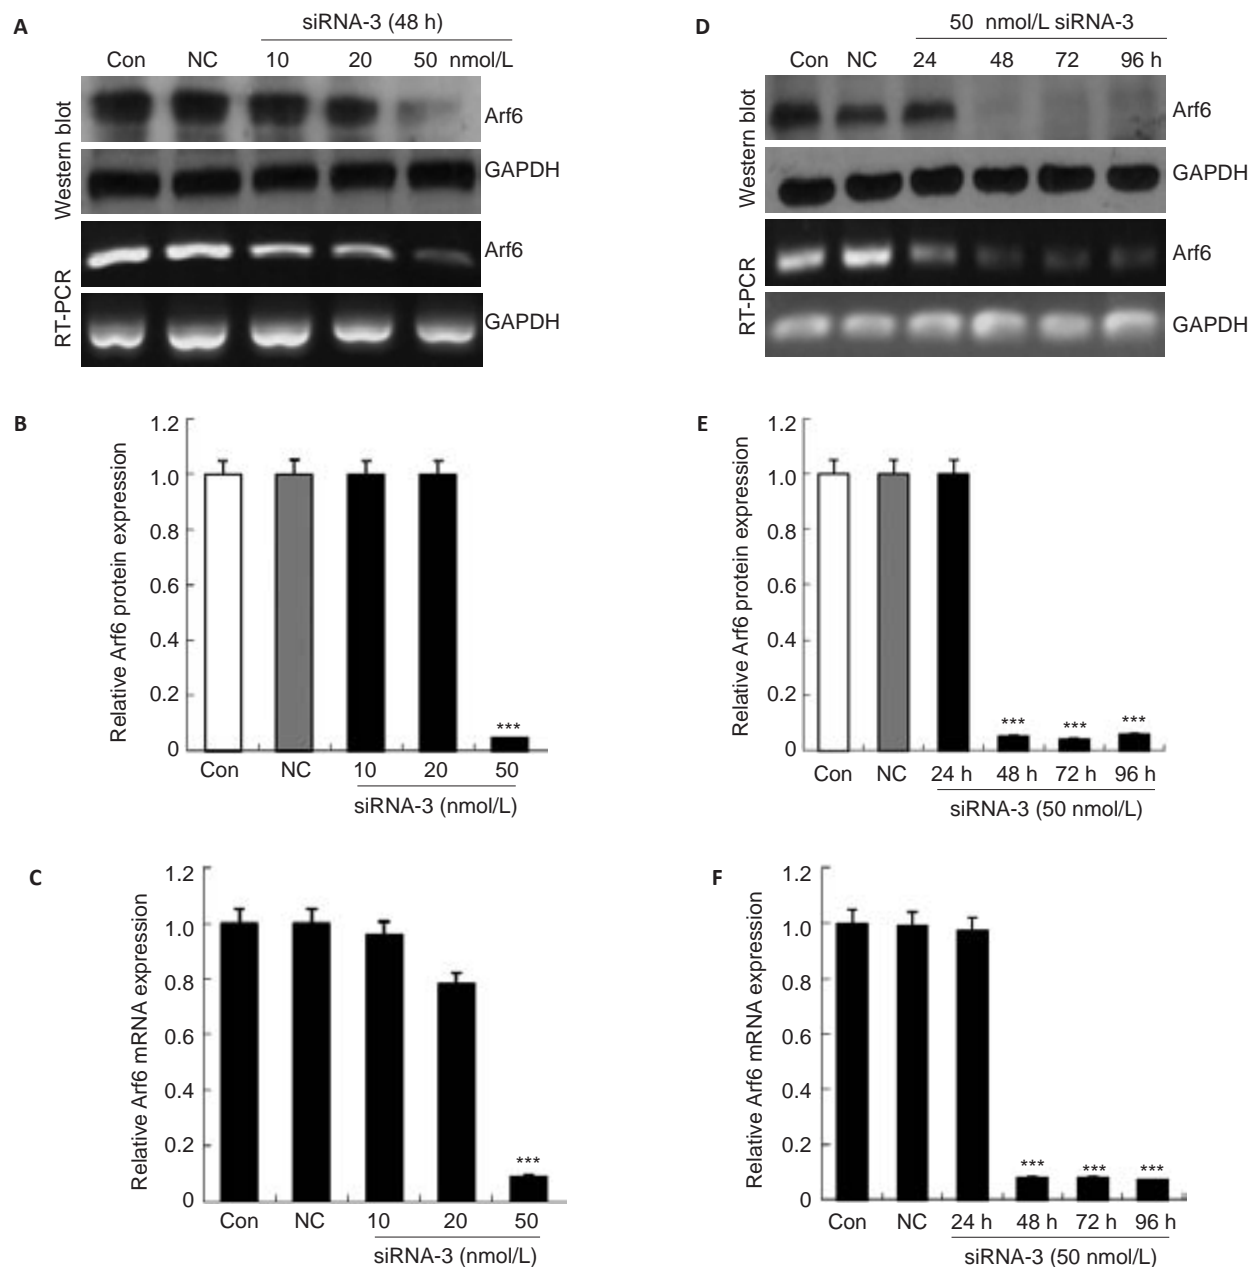 A
siRNA-3 (48 h)
Con NC 10 20 50 nmol/L
Western blot
Arf6
GAPDH
RT-PCR
Arf6
GAPDH
D
50 nmol/L siRNA-3
Con NC 24 48 72 96 h
Western blot
Arf6
GAPDH
RT-PCR
Arf6
GAPDH
B
Relative Arf6 protein expression
1.2
1.0
0.8
0.6
0.4
0.2
0
***
Con NC 10 20 50
siRNA-3 (nmol/L)
E
Relative Arf6 protein expression
1.2
1.0
0.8
0.6
0.4
0.2
0
*** *** ***
Con NC 24 h 48 h 72 h 96 h
siRNA-3 (50 nmol/L)
C
Relative Arf6 mRNA expression
1.2
1.0
0.8
0.6
0.4
0.2
0
***
Con NC 10 20 50
siRNA-3 (nmol/L)
F
Relative Arf6 mRNA expression
1.2
1.0
0.8
0.6
0.4
0.2
0
*** *** ***
Con NC 24 h 48 h 72 h 96 h
siRNA-3 (50 nmol/L)